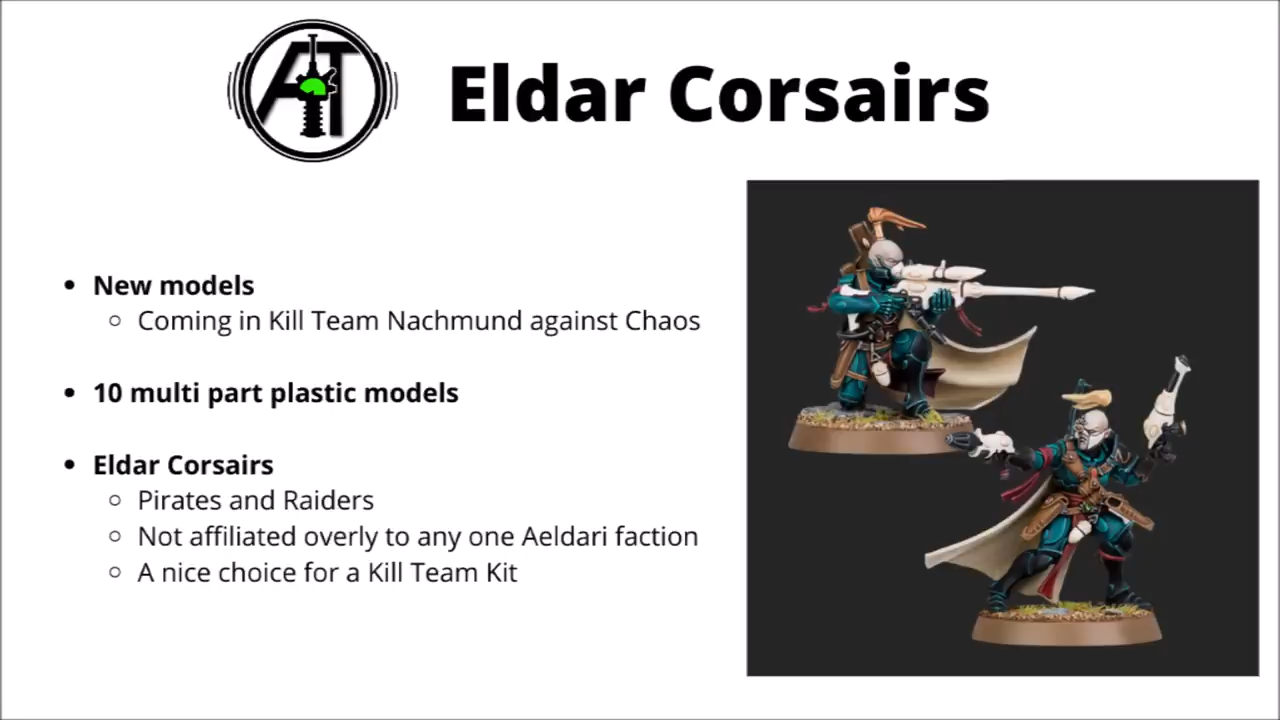 AT
Eldar Corsairs
New models
Coming in Kill Team Nachmund against Chaos
10 multi part plastic models
Eldar Corsairs
Pirates and Raiders
Not affiliated overly to any one Aeldari faction
A nice choice for a Kill Team Kit